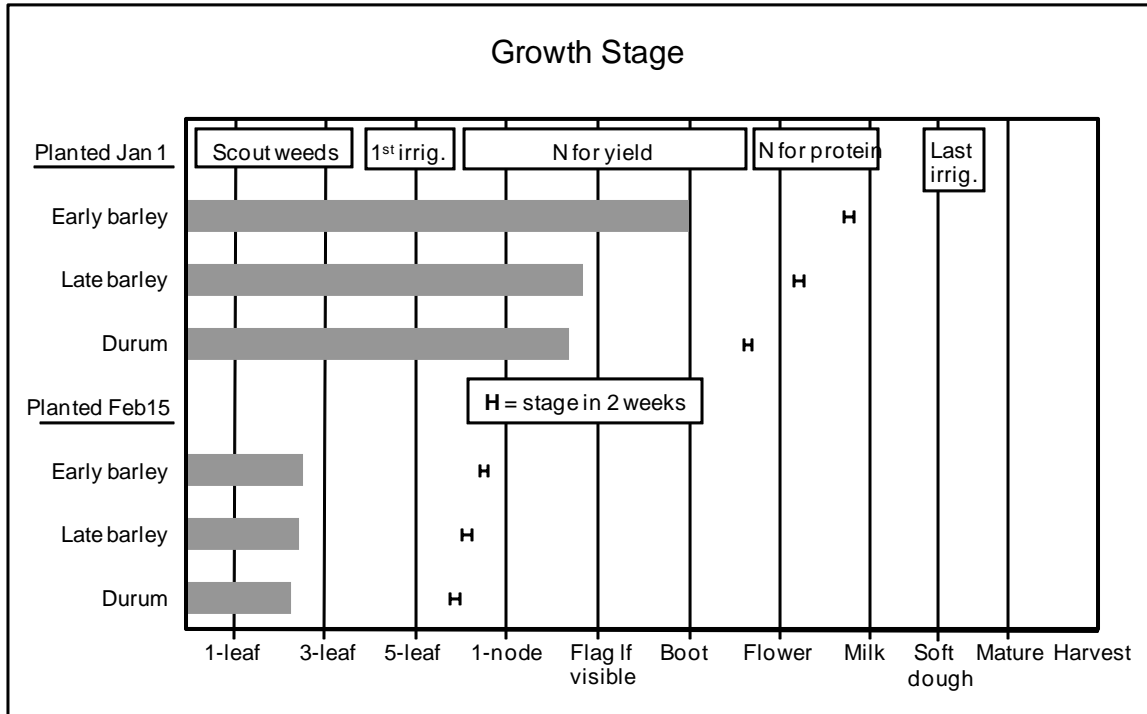 Growth Stage
Planted Jan 1
Scout weeds
1st irrig.
N for yield
N for protein
Last
irrig.
Early barley
H
Late barley
H
Durum
H
H = stage in 2 weeks
Planted Feb15
Early barley
H
Late barley
H
Durum
H
1-leaf 3-leaf 5-leaf 1-node Flag lf Boot Flower Milk Soft Mature Harvest
visible dough